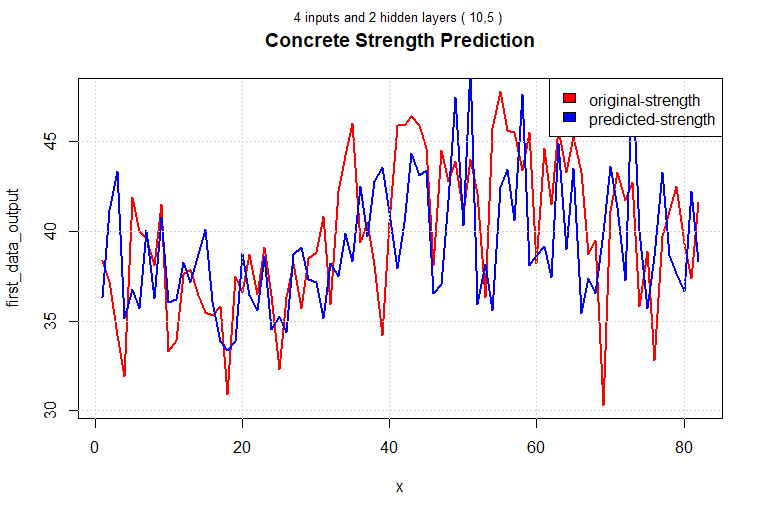 4 inputs and 2 hidden layers ( 10,5 )
Concrete Strength Prediction
original-strength
predicted-strength
first_data_output
45
40
35
30
0 20 40 60 80
x